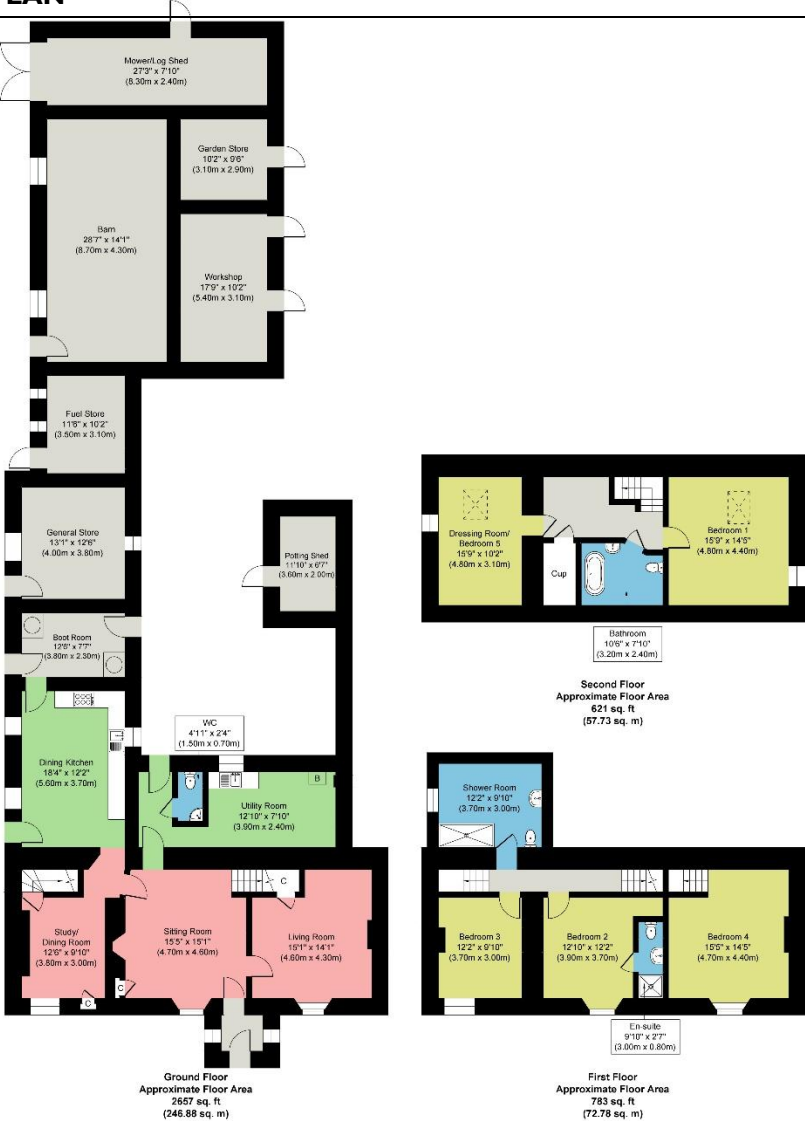 LAN
Mower/Log Shed
27'3" x 7'10"
(8.30m x 2.40m)
Garden Store
10'2" x 9'6"
(3.10m x 2.90m)
Barn
28'7" x 14'1"
(8.70m x 4.30m)
Workshop
17'9" x 10'2"
(5.40m x 3.10m)
Fuel Store
11'6" x 10'2"
(3.50m x 3.10m)
General Store
13'1" x 12'6"
(4.00m x 3.80m)
Potting Shed
11'10" x 6'7"
(3.60m x 2.00m)
Boot Room
12'6" x 7'7"
(3.80m x 2.30m)
WC
4'11" x 2'4"
(1.50m x 0.70m)
Dining Kitchen
18'4" x 12'2"
(5.60m x 3.70m)
B
Utility Room
12'10" x 7'10"
(3.90m x 2.40m)
C
Study/
Dining Room
12'6" x 9'10"
(3.80m x 3.00m)
C
Sitting Room
15'5" x 15'1"
(4.70m x 4.60m)
C
Living Room
15'1" x 14'1"
(4.60m x 4.30m)
Ground Floor
Approximate Floor Area
2657 sq. ft
(246.88 sq. m)
Dressing Room/
Bedroom 5
15'9" x 10'2"
(4.80m x 3.10m)
Cup
Bedroom 1
15'9" x 14'5"
(4.80m x 4.40m)
Bathroom
10'6" x 7'10"
(3.20m x 2.40m)
Second Floor
Approximate Floor Area
621 sq. ft
(57.73 sq. m)
Shower Room
12'2" x 9'10"
(3.70m x 3.00m)
Bedroom 3
12'2" x 9'10"
(3.70m x 3.00m)
Bedroom 2
12'10" x 12'2"
(3.90m x 3.70m)
Bedroom 4
15'5" x 14'5"
(4.70m x 4.40m)
En-suite
9'10" x 2'7"
(3.00m x 0.80m)
First Floor
Approximate Floor Area
783 sq. ft
(72.78 sq. m)